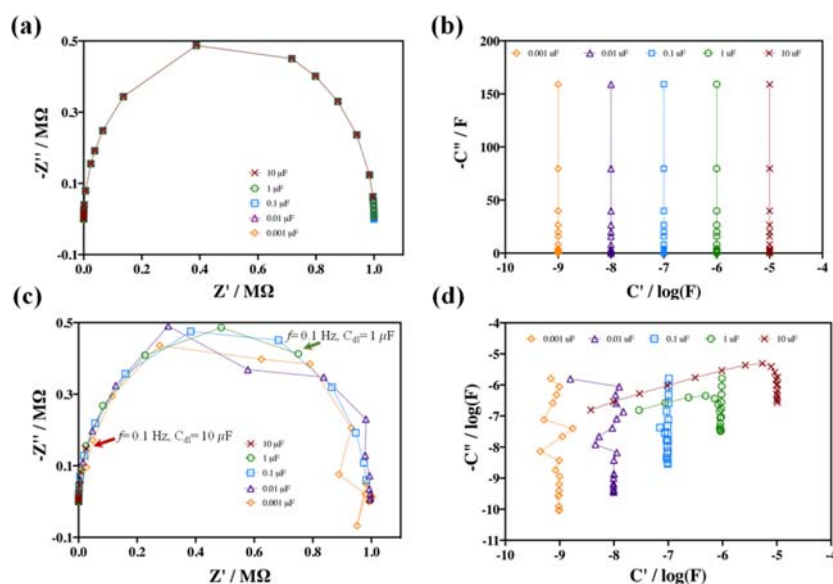 (a)
0.5
0.3
0.1
-0.1
-Z'' / MΩ
10 μF
1 μF
0.1 μF
0.01 μF
0.001 μF
0.0 0.2 0.4 0.6 0.8 1.0
Z' / MΩ
(b)
200
150
100
50
0
-C'' / F
0.001 uF 0.01 uF 0.1 uF 1 uF 10 uF
-10 -9 -8 -7 -6 -5 -4
C' / log(F)
(c)
0.5
0.3
0.1
-0.1
-Z'' / MΩ
f=0.1 Hz, Cdl=1 μF
f=0.1 Hz, Cdl=10 μF
10 μF
1 μF
0.1 μF
0.01 μF
0.001 μF
0.0 0.2 0.4 0.6 0.8 1.0
Z' / MΩ
(d)
-4
-5
-6
-7
-8
-9
-10
-11
-C'' / log(F)
0.001 uF 0.01 uF 0.1 uF 1 uF 10 uF
-10 -9 -8 -7 -6 -5 -4
C' / log(F)